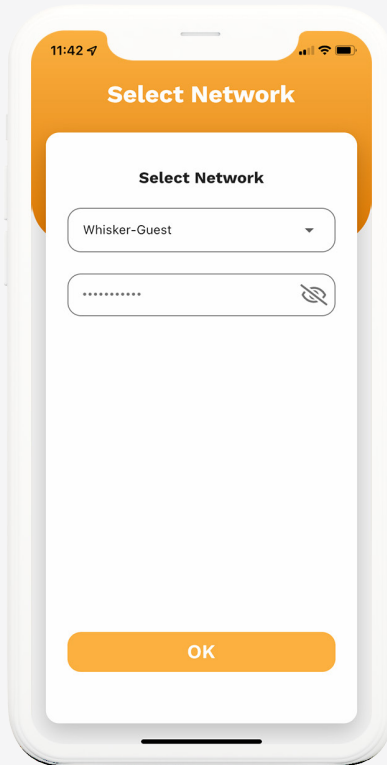 11:42
Select Network
Select Network
Whisker-Guest
•••••••••••
OK